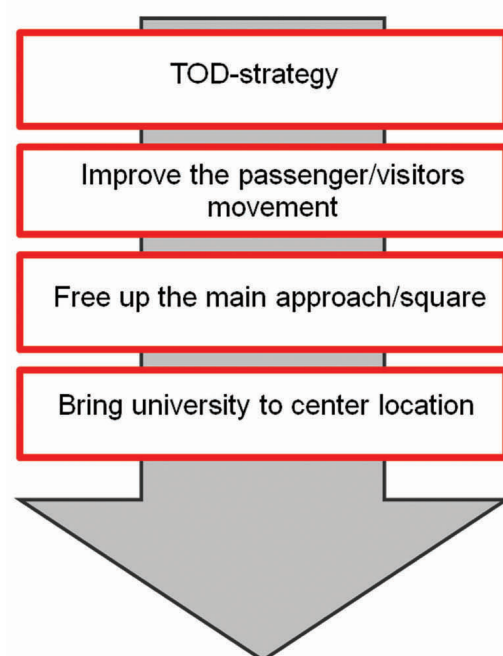 TOD-strategy
Improve the passenger/visitors
movement
Free up the main approach/square
Bring university to center location